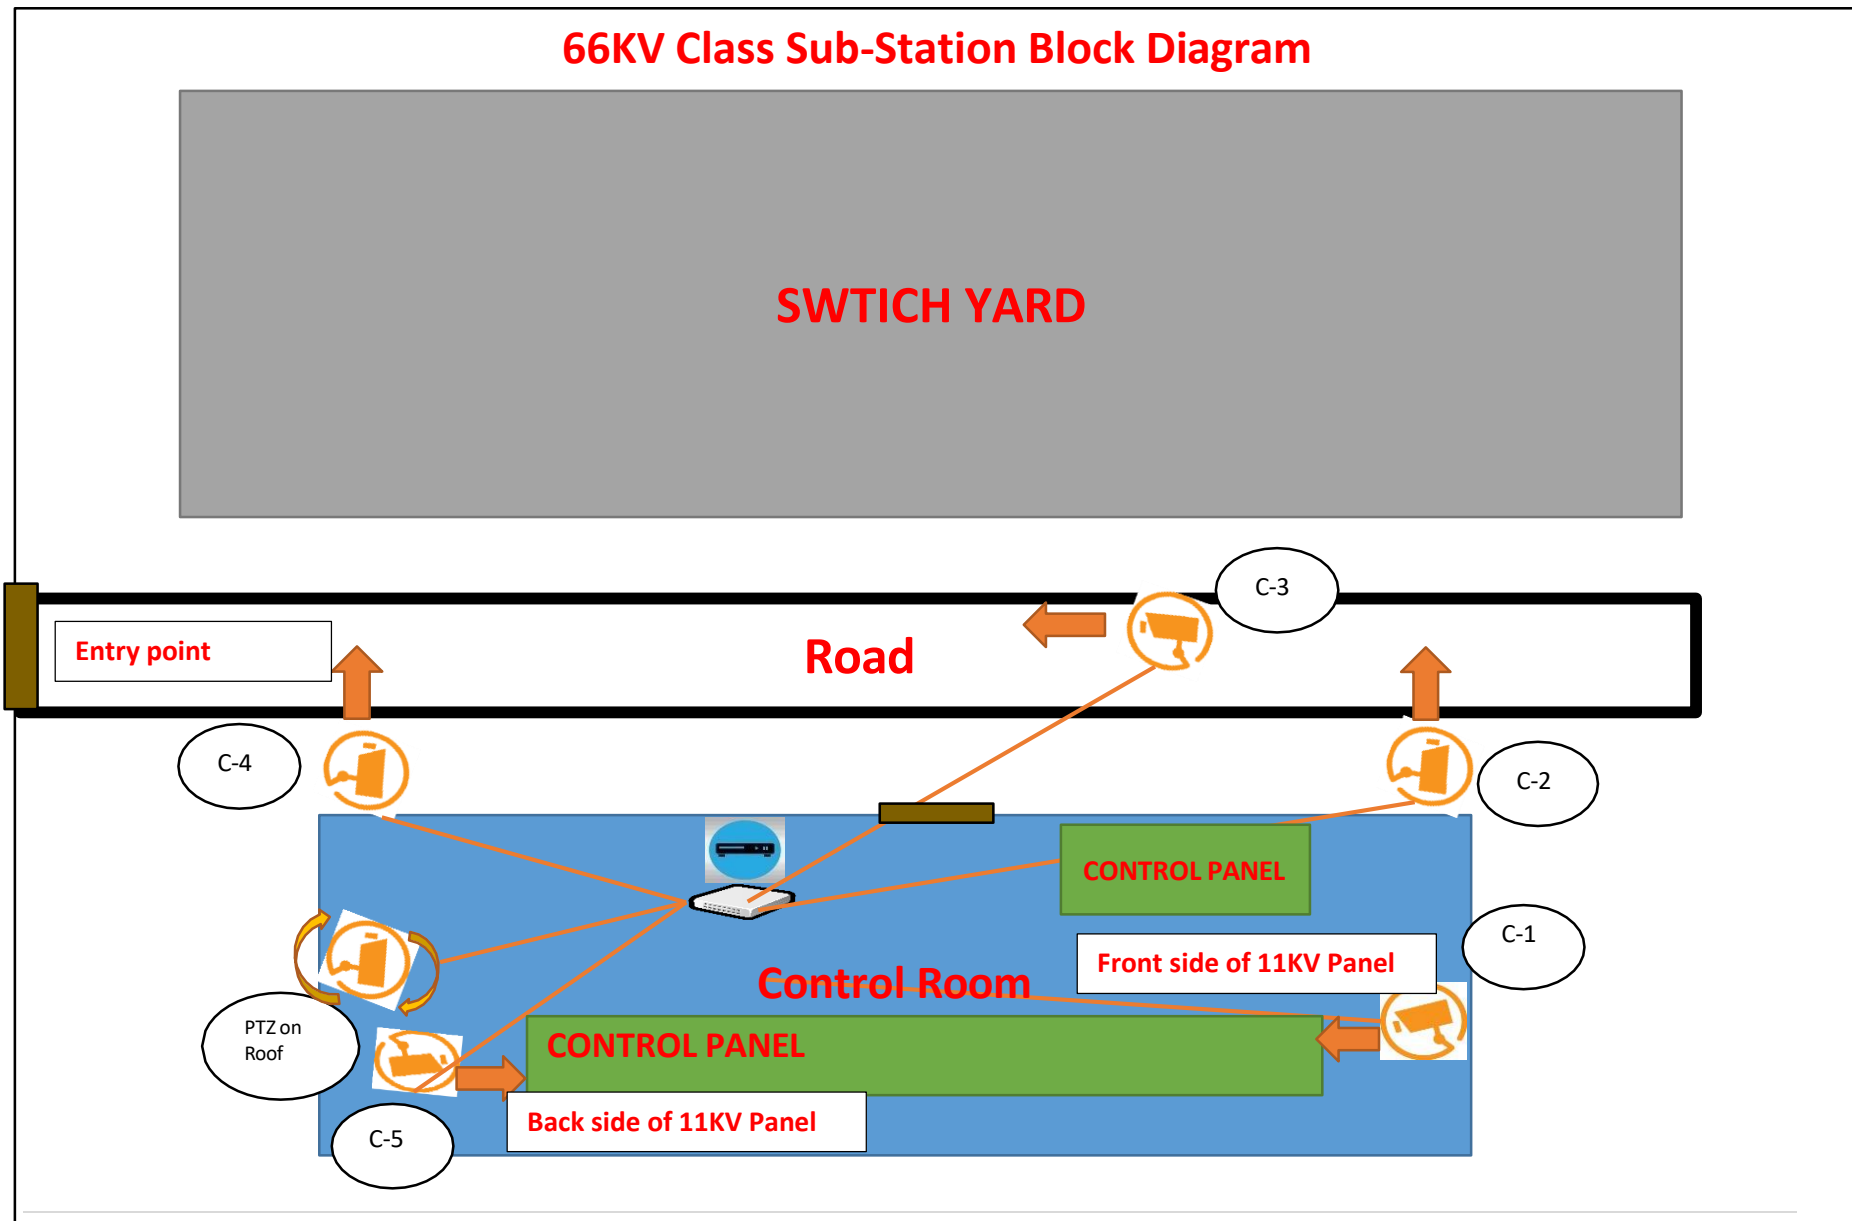 66KV Class Sub-Station Block Diagram
SWTICH YARD
C-3
Entry point
Road
C-4
C-2
CONTROL PANEL
C-1
Front side of 11KV Panel
Control Room
PTZ on
Roof
CONTROL PANEL
Back side of 11KV Panel
C-5